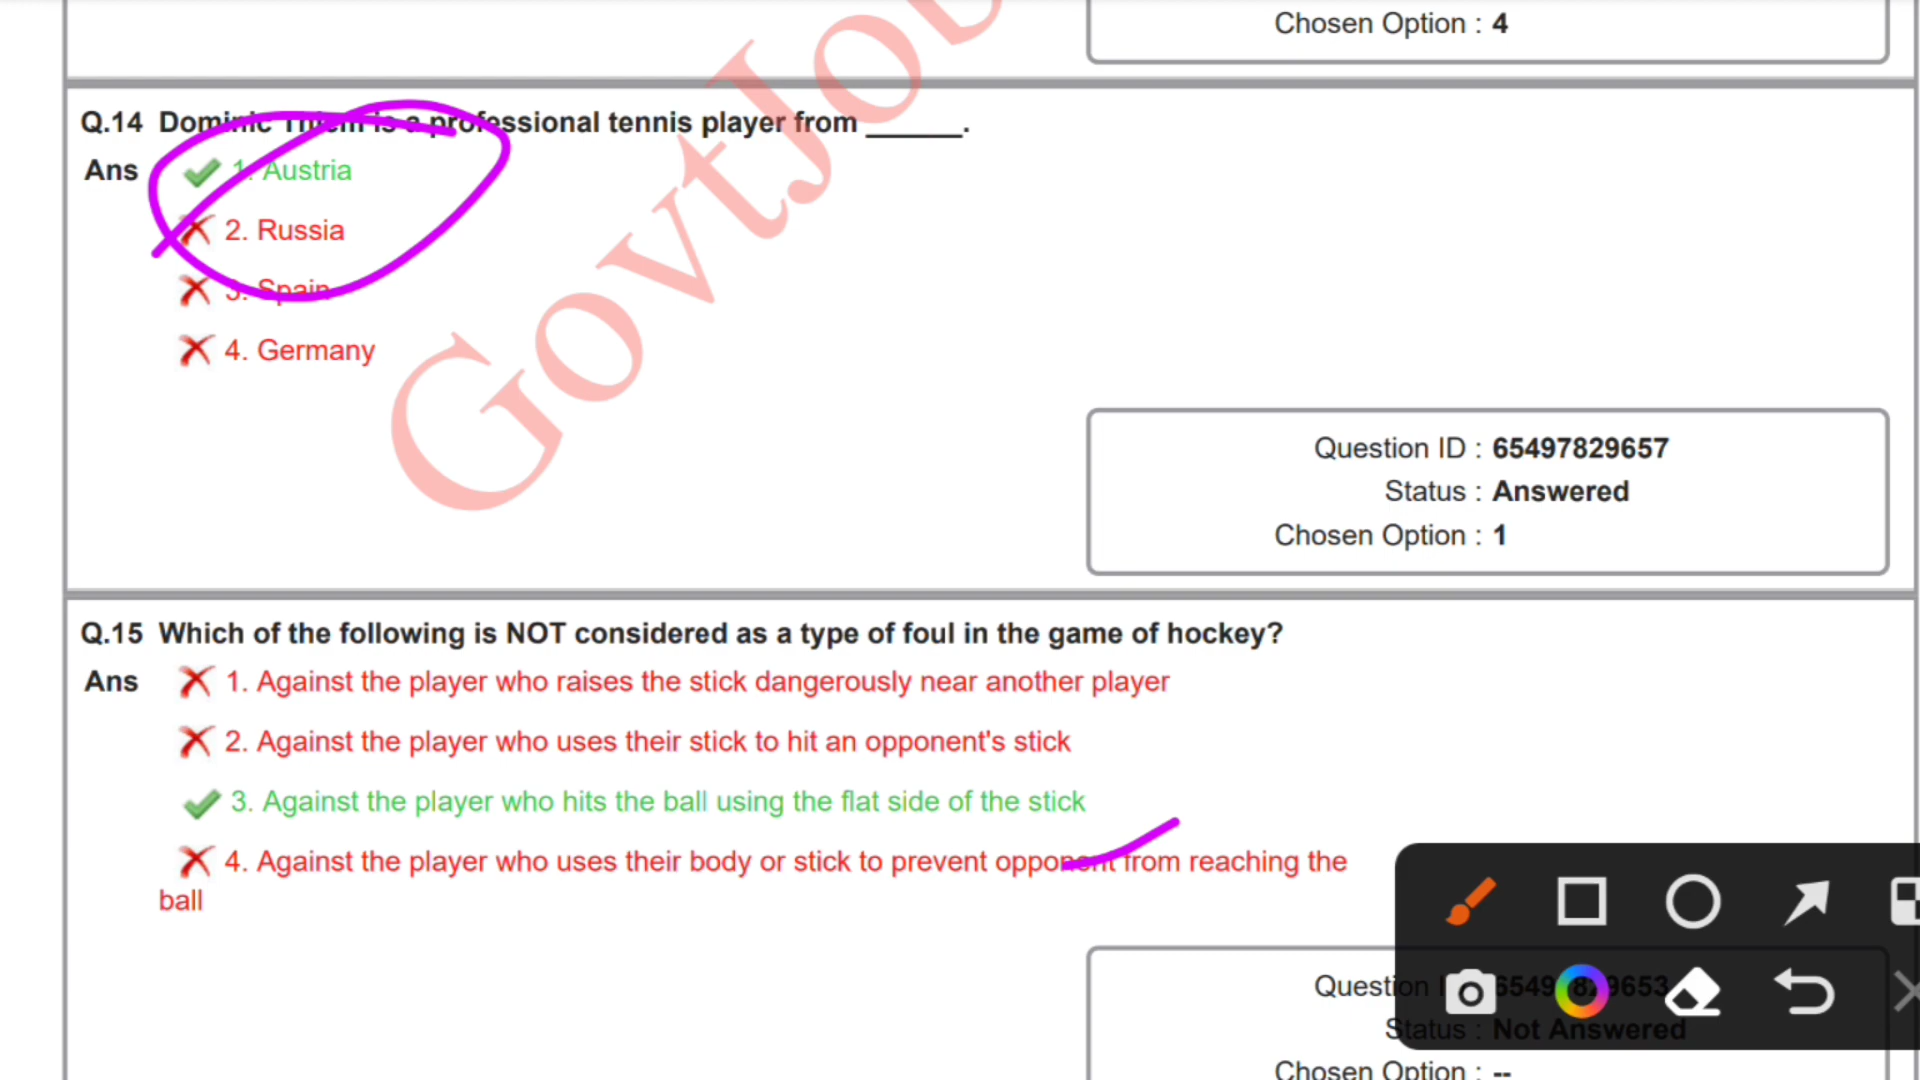 Chosen Option : 4
Q.14 Dominic Thiem is a professional tennis player from ______.
Ans 1. Austria
2. Russia
3. Spain
4. Germany
GovtJob
Question ID : 65497829657
Status : Answered
Chosen Option : 1
Q.15 Which of the following is NOT considered as a type of foul in the game of hockey?
Ans 1. Against the player who raises the stick dangerously near another player
2. Against the player who uses their stick to hit an opponent's stick
3. Against the player who hits the ball using the flat side of the stick
4. Against the player who uses their body or stick to prevent opponent from reaching the
ball
Question ID : 65497829653
Status : Not Answered
Chosen Option : --